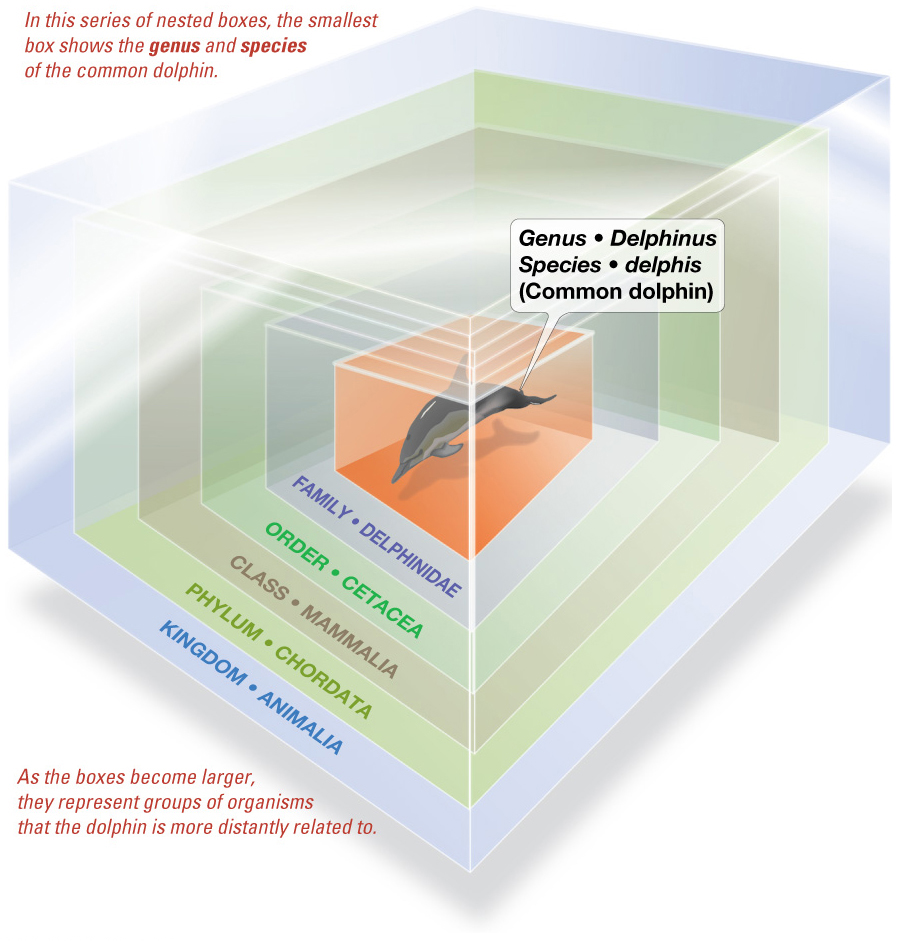 In this series of nested boxes, the smallest
box shows the genus and species
of the common dolphin.
Genus • Delphinus
Species • delphis
(Common dolphin)
FAMILY • DELPHINIDAE
ORDER • CETACEA
CLASS • MAMMALIA
PHYLUM • CHORDATA
KINGDOM • ANIMALIA
As the boxes become larger,
they represent groups of organisms
that the dolphin is more distantly related to.